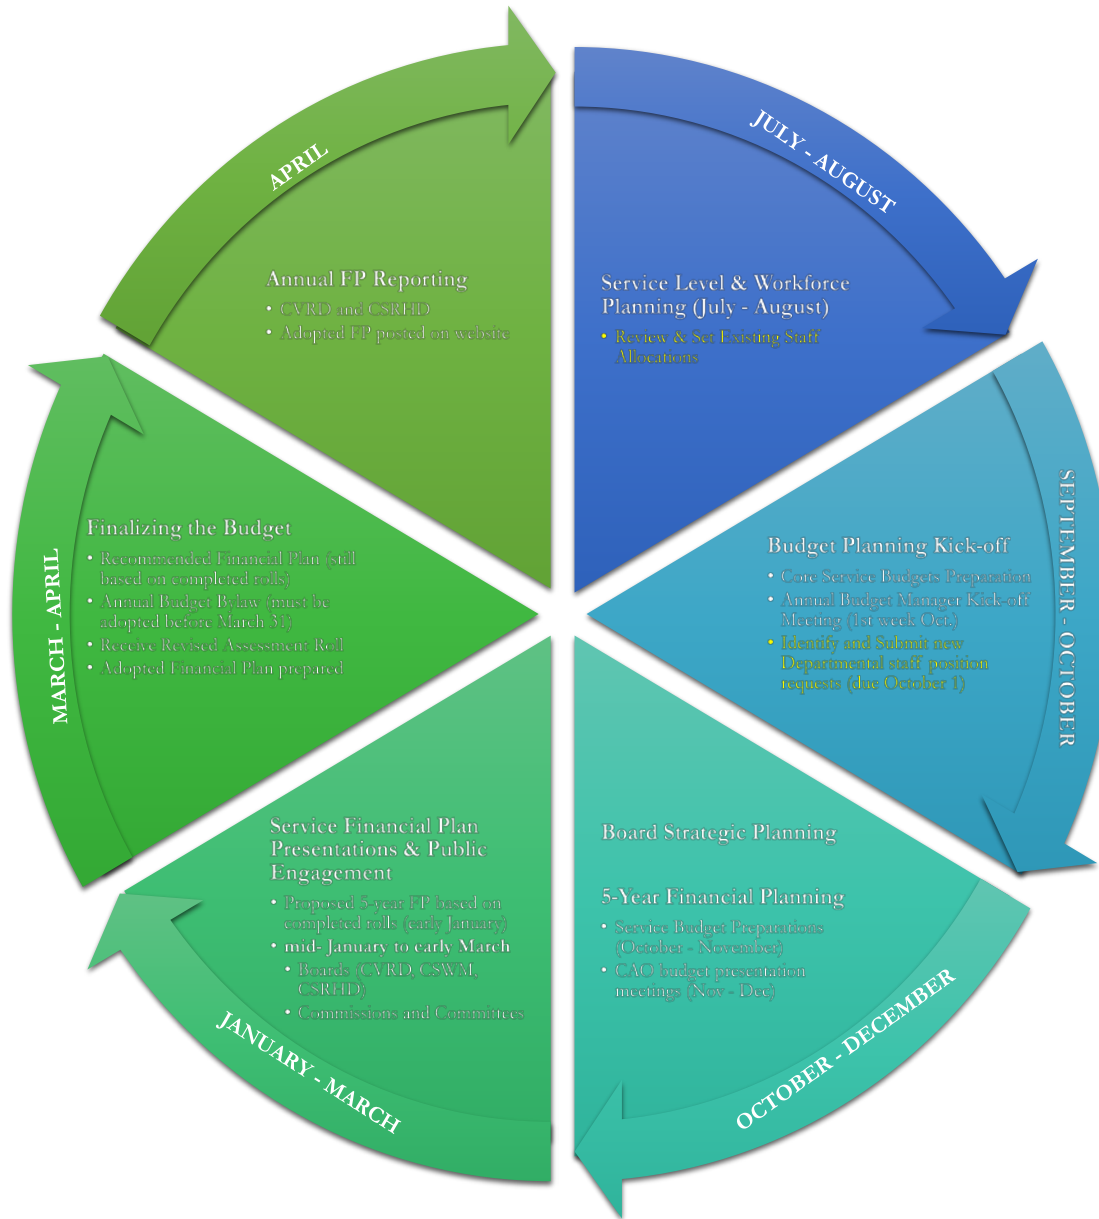 JULY - AUGUST
Service Level & Workforce
Planning (July - August)
• Review & Set Existing Staff
Allocations
SEPTEMBER - OCTOBER
Budget Planning Kick-off
• Core Service Budgets Preparation
• Annual Budget Manager Kick-off
Meeting (1st week Oct.)
• Identify and Submit new
Departmental staff position
requests (due October 1)
OCTOBER - DECEMBER
Board Strategic Planning
5-Year Financial Planning
• Service Budget Preparations
(October - November)
• CAO budget presentation
meetings (Nov - Dec)
JANUARY - MARCH
Service Financial Plan
Presentations & Public
Engagement
• Proposed 5-year FP based on
completed rolls (early January)
• mid- January to early March
• Boards (CVRD, CSWM,
CSRHD)
• Commissions and Committees
MARCH - APRIL
Finalizing the Budget
• Recommended Financial Plan (still
based on completed rolls)
• Annual Budget Bylaw (must be
adopted before March 31)
• Receive Revised Assessment Roll
• Adopted Financial Plan prepared
APRIL
Annual FP Reporting
• CVRD and CSRHD
• Adopted FP posted on website